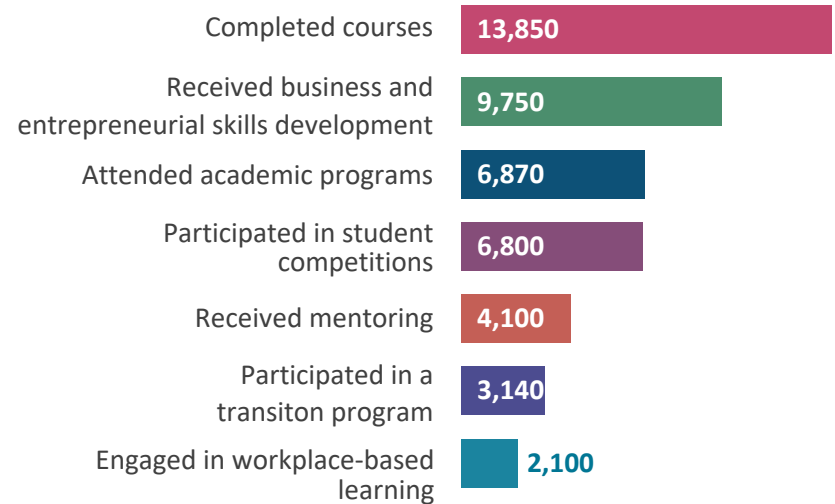 Completed courses
13,850
Received business and
entrepreneurial skills development
9,750
Attended academic programs
6,870
Participated in student
competitions
6,800
Received mentoring
4,100
Participated in a
transiton program
3,140
Engaged in workplace-based
learning
2,100